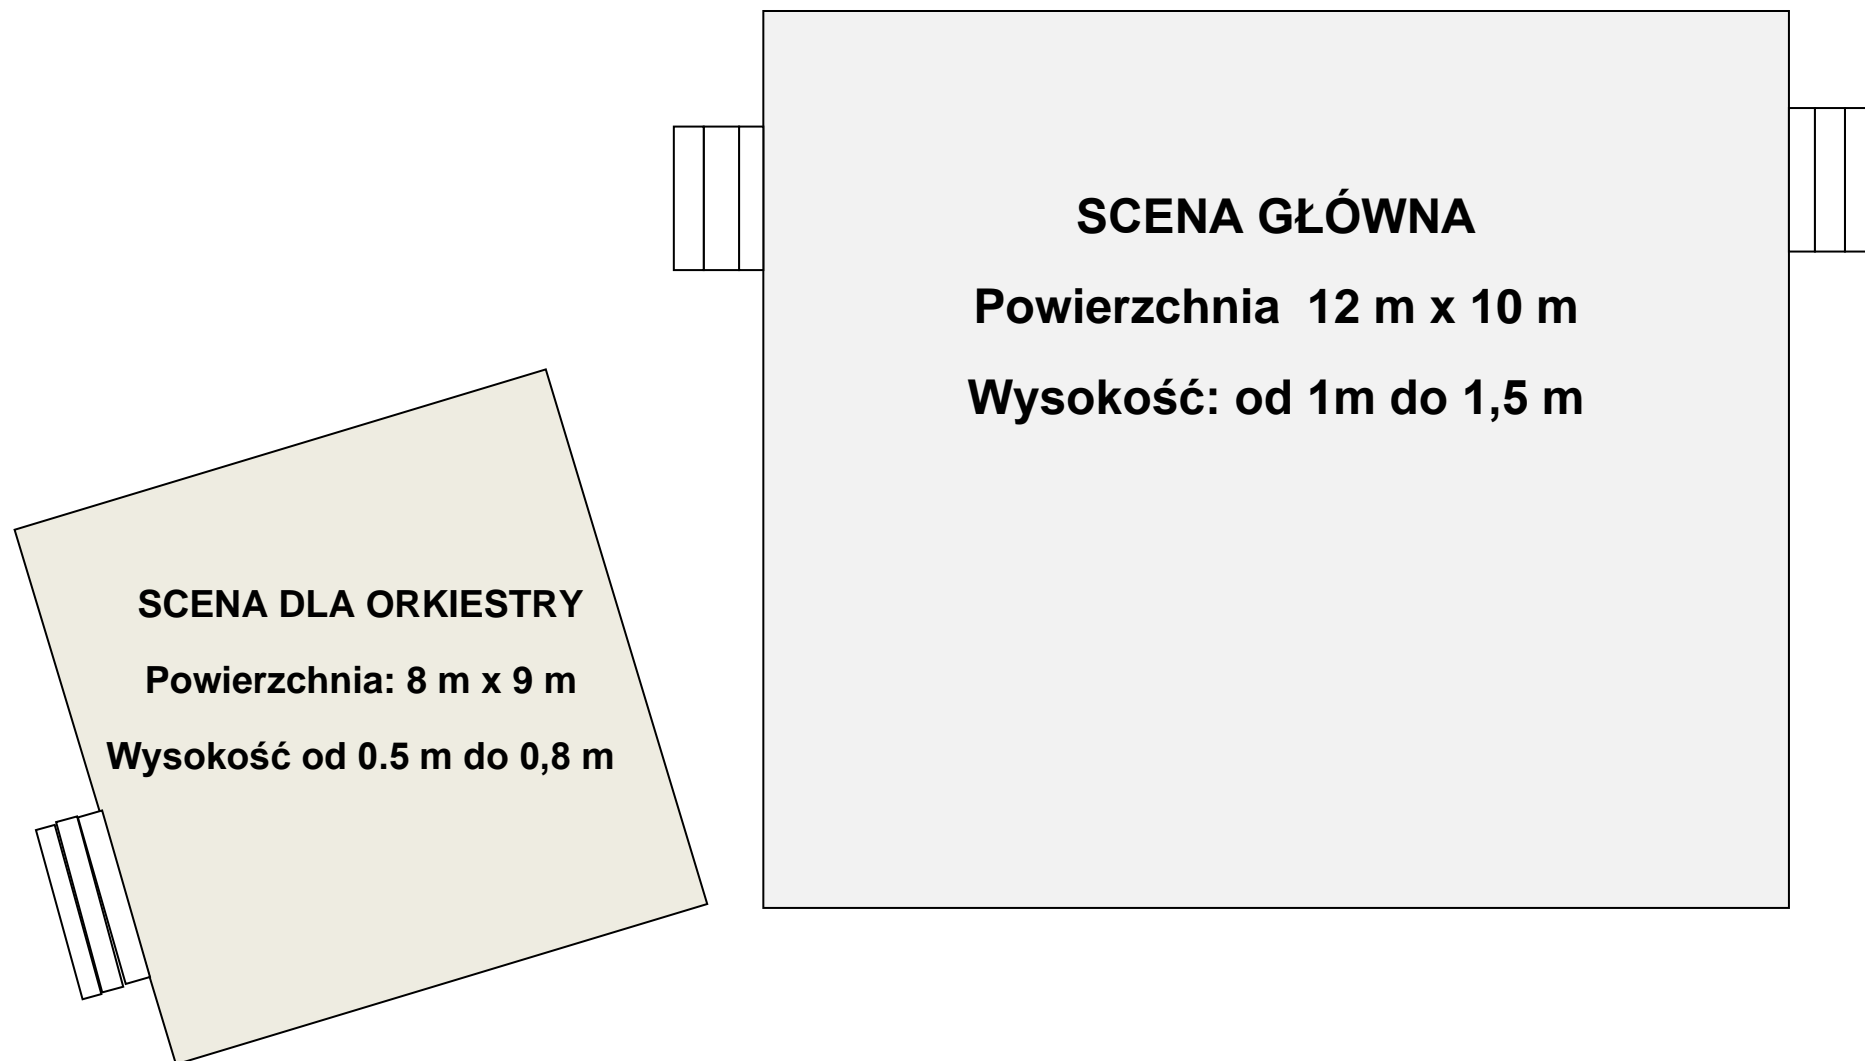 SCENA GŁÓWNA
Powierzchnia  12 m x 10 m
Wysokość: od 1m do 1,5 m
SCENA DLA ORKIESTRY
Powierzchnia: 8 m x 9 m
Wysokość od 0.5 m do 0,8 m